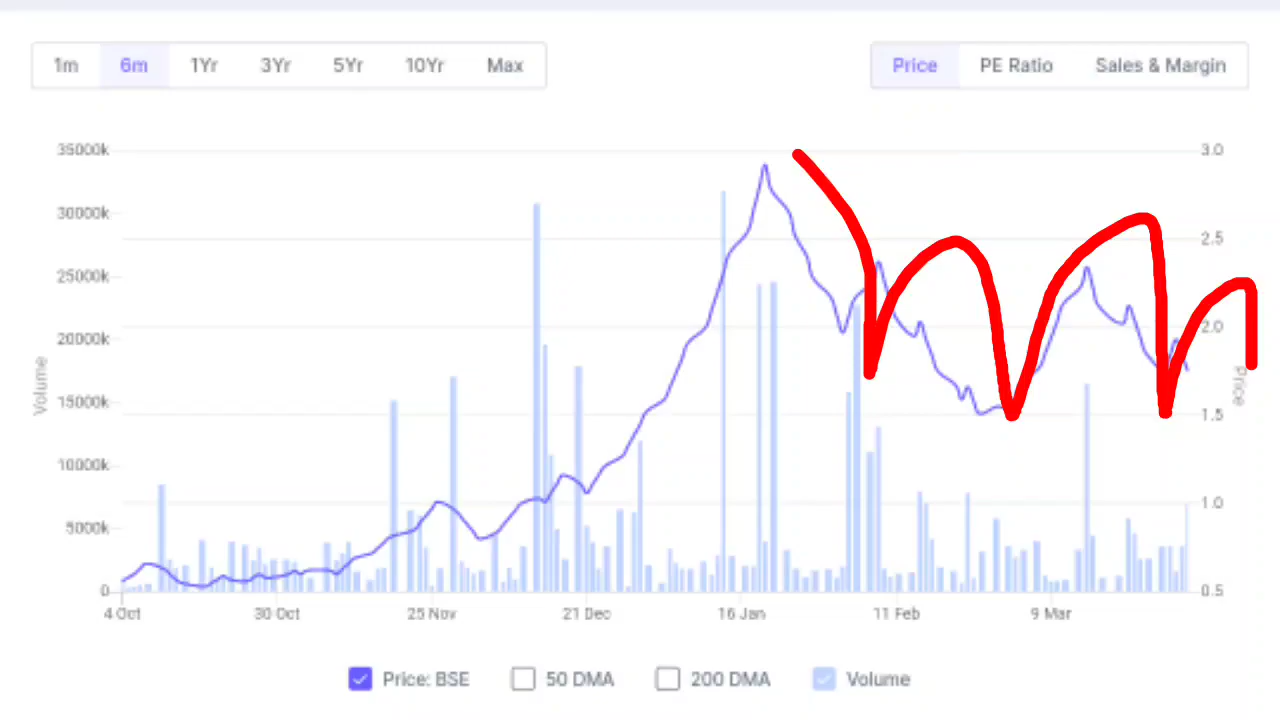 1m 6m 1Yr 3Yr 5Yr 10Yr Max Price PE Ratio Sales & Margin
35000k 3.0
30000k
2.5
25000k
20000k 2.0
15000k 1.5
10000k
1.0
5000k
0 0.5
Volume
Price
4 Oct 30 Oct 25 Nov 21 Dec 16 Jan 11 Feb 9 Mar
Price: BSE 50 DMA 200 DMA Volume